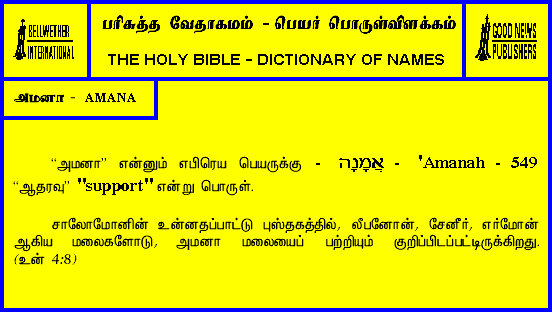 BELLWETHER
INTERNATIONAL
பரிசுத்த வேதாகமம் - பெயர் பொருள்விளக்கம்
THE HOLY BIBLE - DICTIONARY OF NAMES
GOOD NEWS
PUBLISHERS
அமனா - AMANA
“அமனா” என்னும் எபிரெய பெயருக்கு - אֲמָנָה - 'Amanah - 549
“ஆதரவு” "support" என்று பொருள்.
சாலோமோனின் உன்னதப்பாட்டு புஸ்தகத்தில், லீபனோன், சேனீர், எர்மோன்
ஆகிய மலைகளோடு, அமனா மலையைப் பற்றியும் குறிப்பிடப்பட்டிருக்கிறது.
(உன் 4:8)